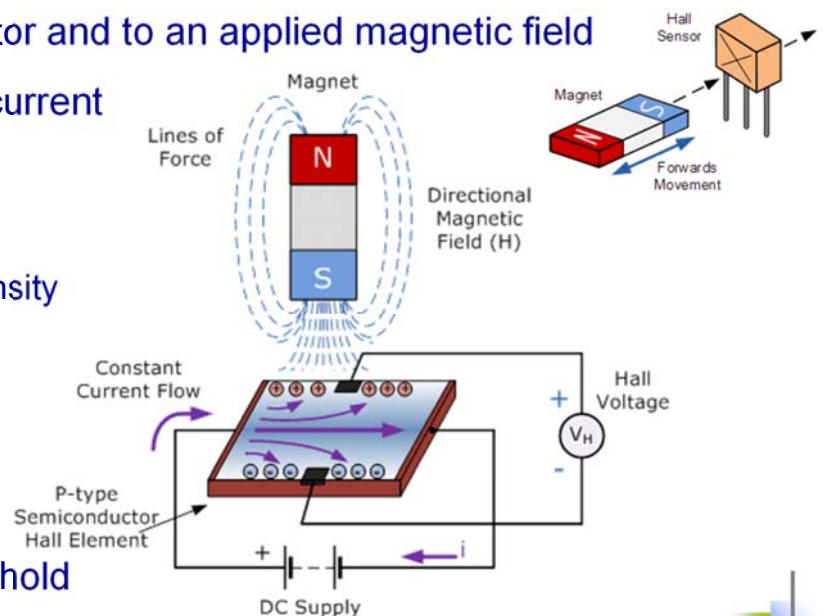 tor and to an applied magnetic field
current
nsity
hold
Hall
Sensor
Magnet
N
S
Forwards
Movement
Magnet
Lines of
Force
N
S
Directional
Magnetic
Field (H)
Constant
Current Flow
Hall
Voltage
+
VH
-
P-type
Semiconductor
Hall Element
+
i
DC Supply